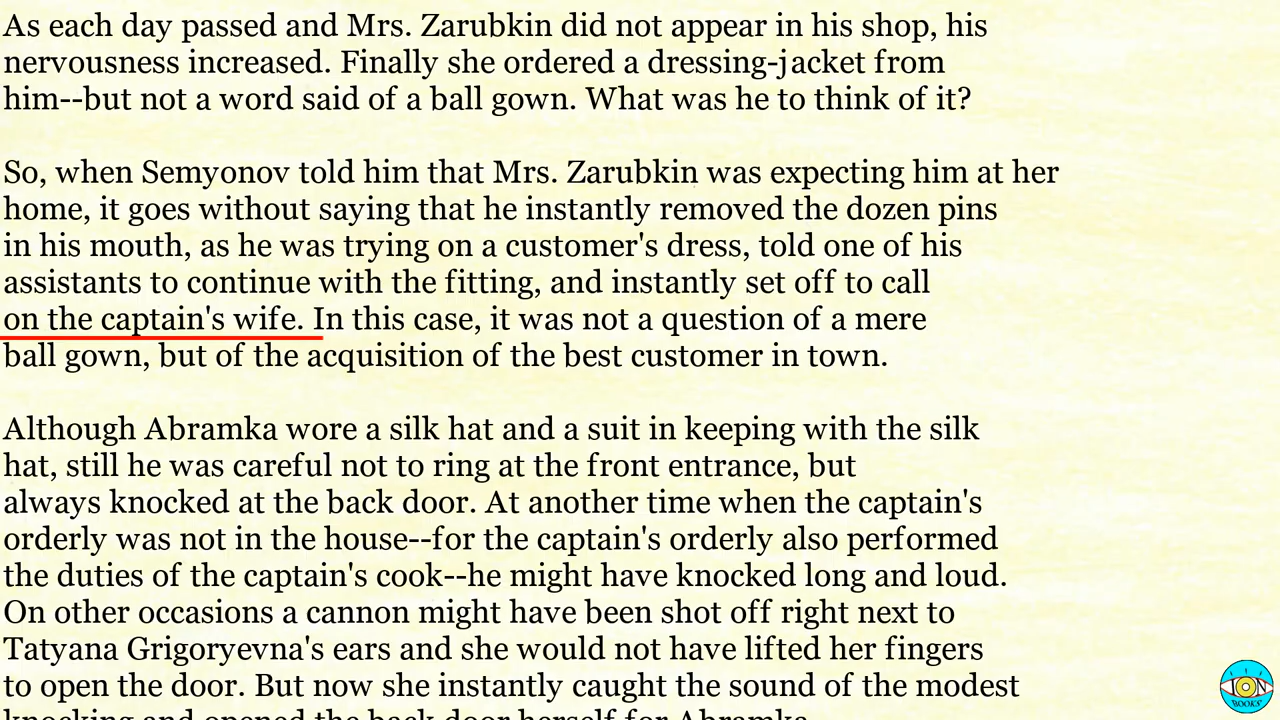 As each day passed and Mrs. Zarubkin did not appear in his shop, his
nervousness increased. Finally she ordered a dressing-jacket from
him--but not a word said of a ball gown. What was he to think of it?
So, when Semyonov told him that Mrs. Zarubkin was expecting him at her
home, it goes without saying that he instantly removed the dozen pins
in his mouth, as he was trying on a customer's dress, told one of his
assistants to continue with the fitting, and instantly set off to call
on the captain's wife. In this case, it was not a question of a mere
ball gown, but of the acquisition of the best customer in town.
Although Abramka wore a silk hat and a suit in keeping with the silk
hat, still he was careful not to ring at the front entrance, but
always knocked at the back door. At another time when the captain's
orderly was not in the house--for the captain's orderly also performed
the duties of the captain's cook--he might have knocked long and loud.
On other occasions a cannon might have been shot off right next to
Tatyana Grigoryevna's ears and she would not have lifted her fingers
to open the door. But now she instantly caught the sound of the modest
knocking and opened the back door herself for Abramka.
ION
BOOKS